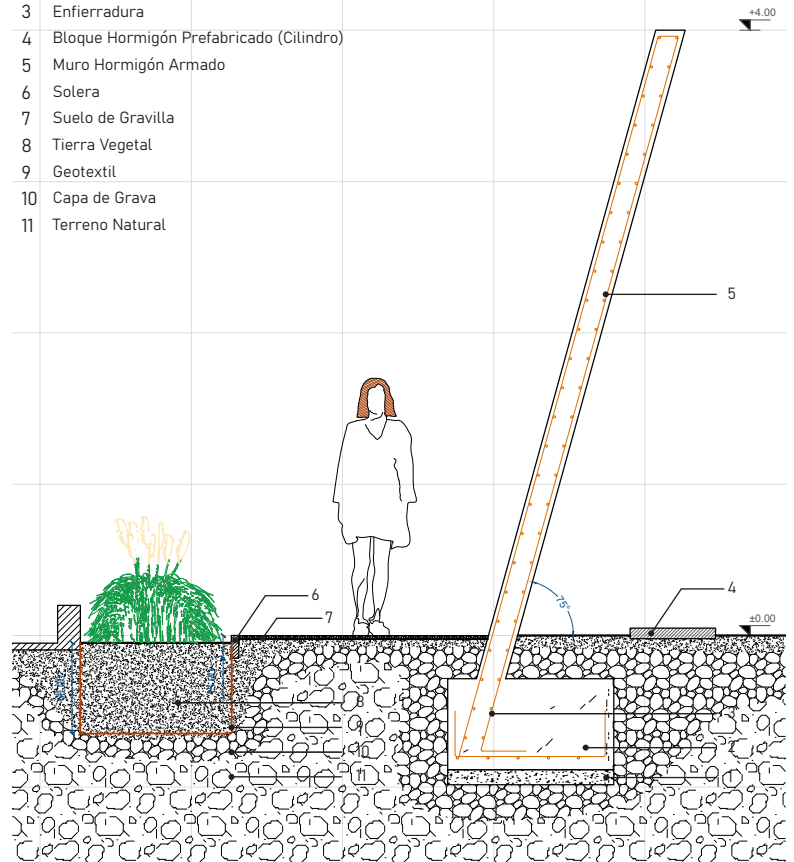 3 Enfierradura
4 Bloque Hormigón Prefabricado (Cilindro)
5 Muro Hormigón Armado
6 Solera
7 Suelo de Gravilla
8 Tierra Vegetal
9 Geotextil
10 Capa de Grava
11 Terreno Natural
+4.00
5
75°
4
±0.00
6
7
8
3
9
2
10
1
11